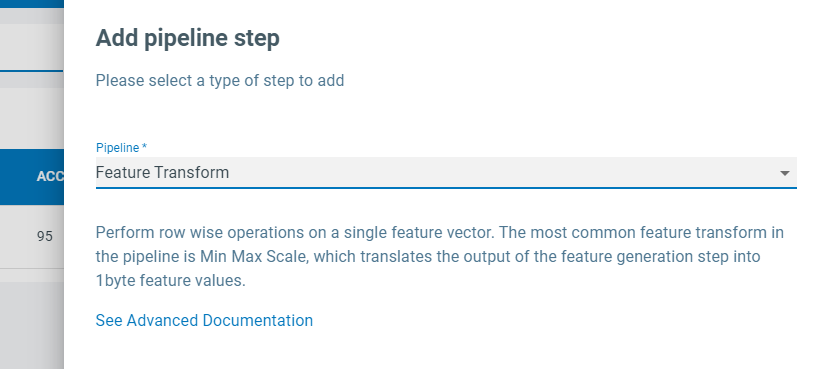 Add pipeline step
Please select a type of step to add
Pipeline *
Feature Transform
ACC
95
Perform row wise operations on a single feature vector. The most common feature transform in
the pipeline is Min Max Scale, which translates the output of the feature generation step into
1byte feature values.
See Advanced Documentation